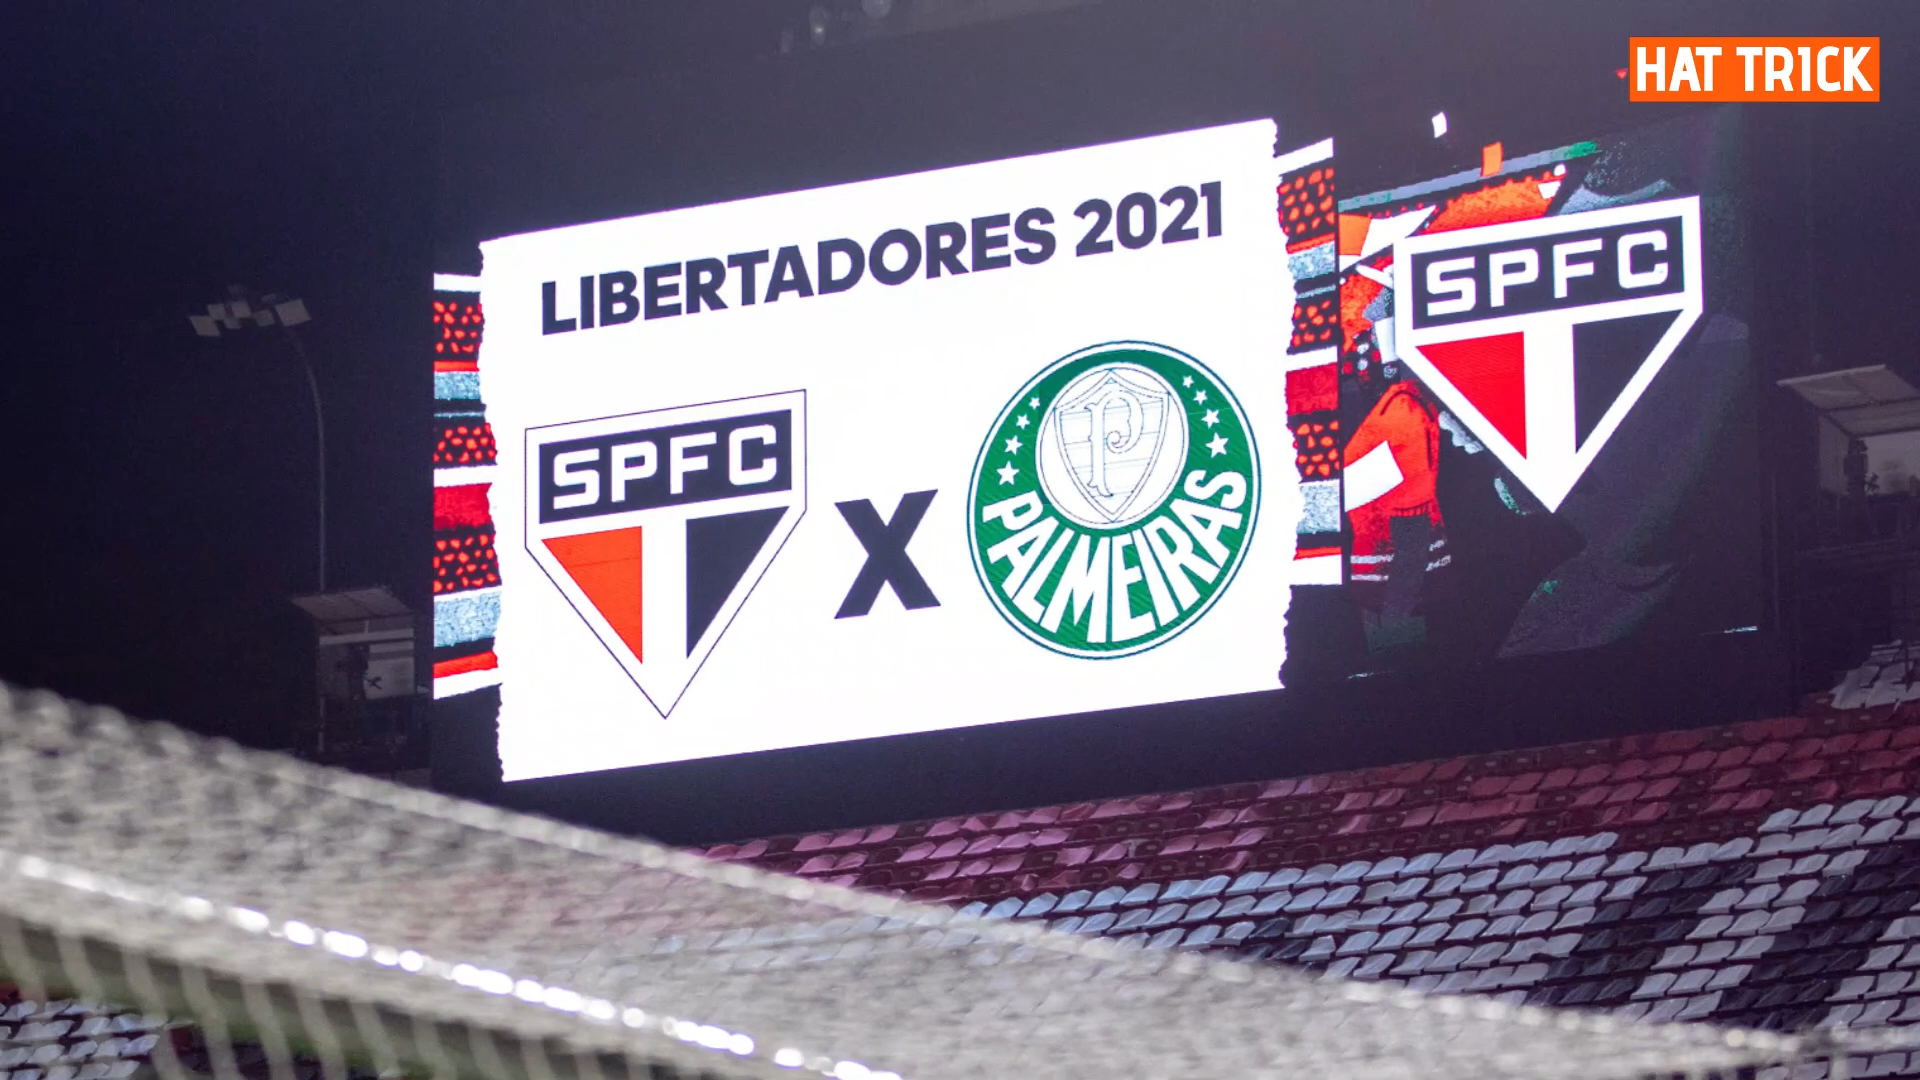 HAT TR1CK
LIBERTADORES 2021
SPFC
SPFC
X
P
PALMEIRAS